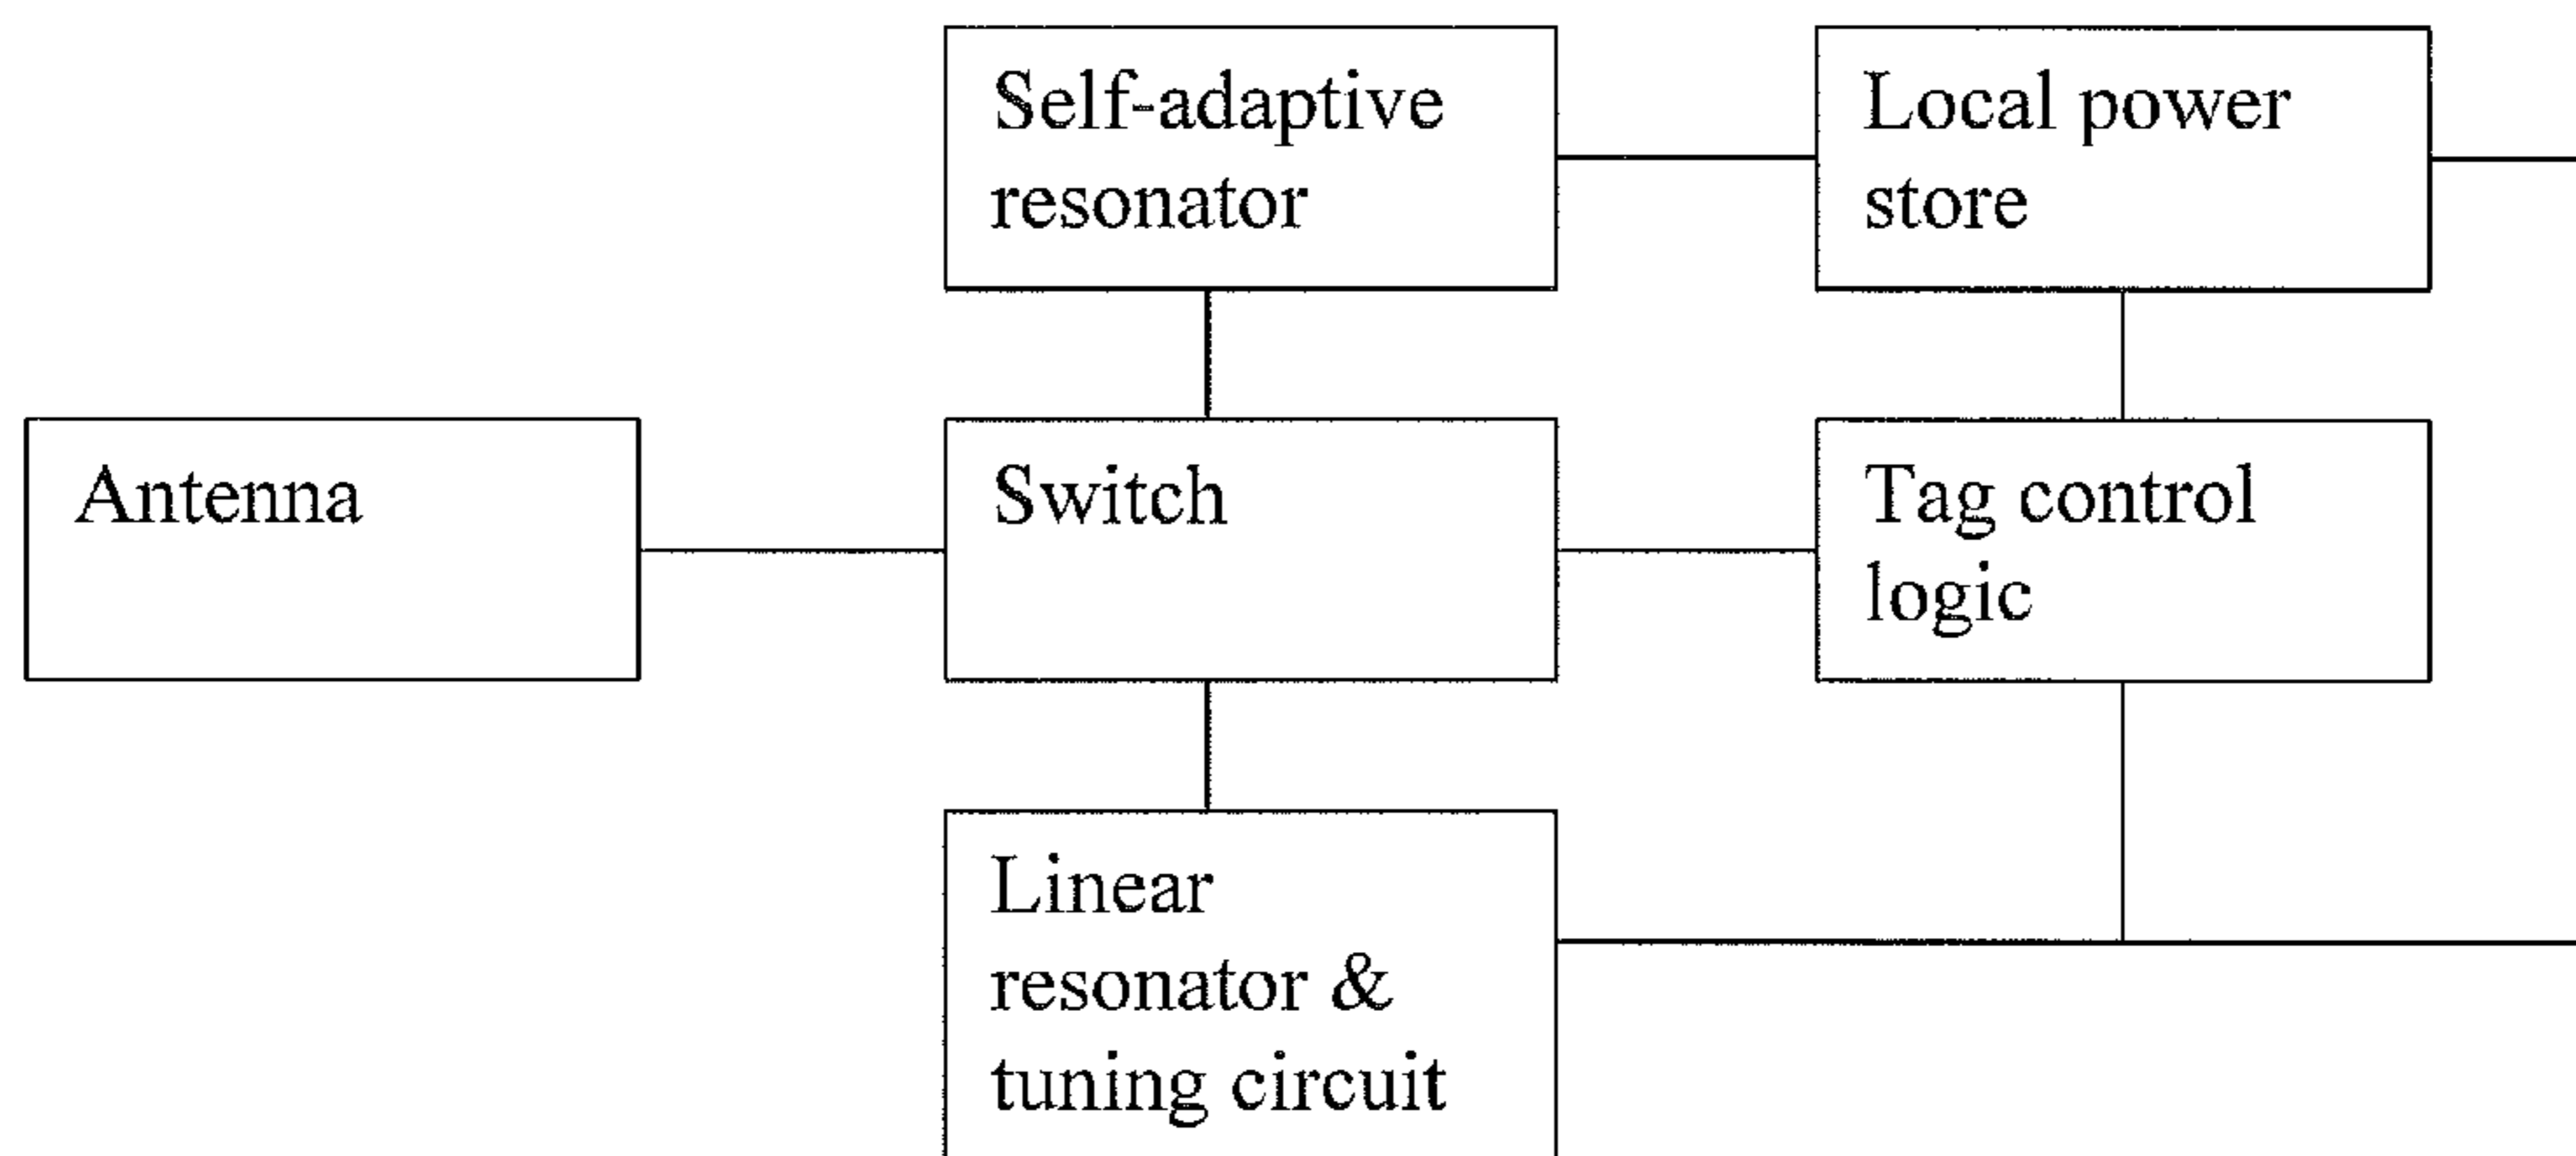 Self-adaptive
resonator
Local power
store
Antenna
Switch
Tag control
logic
Linear
resonator &
tuning circuit